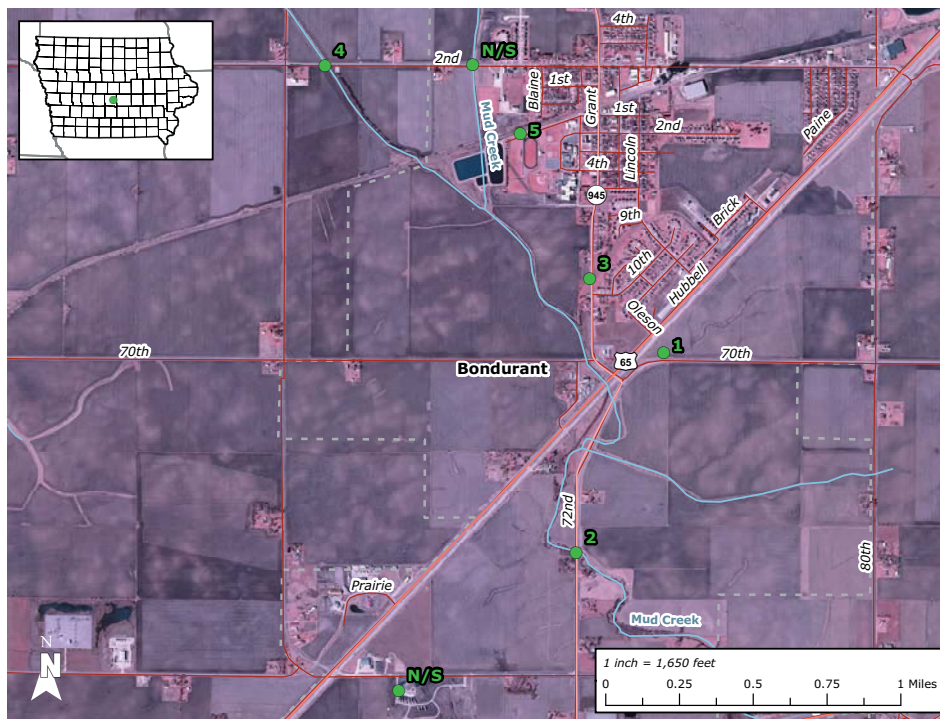 4
2nd
N/S
4th
Blaine
1st
Grant
1st
2nd
Paine
Mud Creek
5
4th
Lincoln
945
9th
Brick
3
10th
Hubbell
Oleson
70th
Bondurant
65
1
70th
72nd
2
80th
Prairie
Mud Creek
N
N
N/S
1 inch = 1,650 feet
0 0.25 0.5 0.75 1 Miles